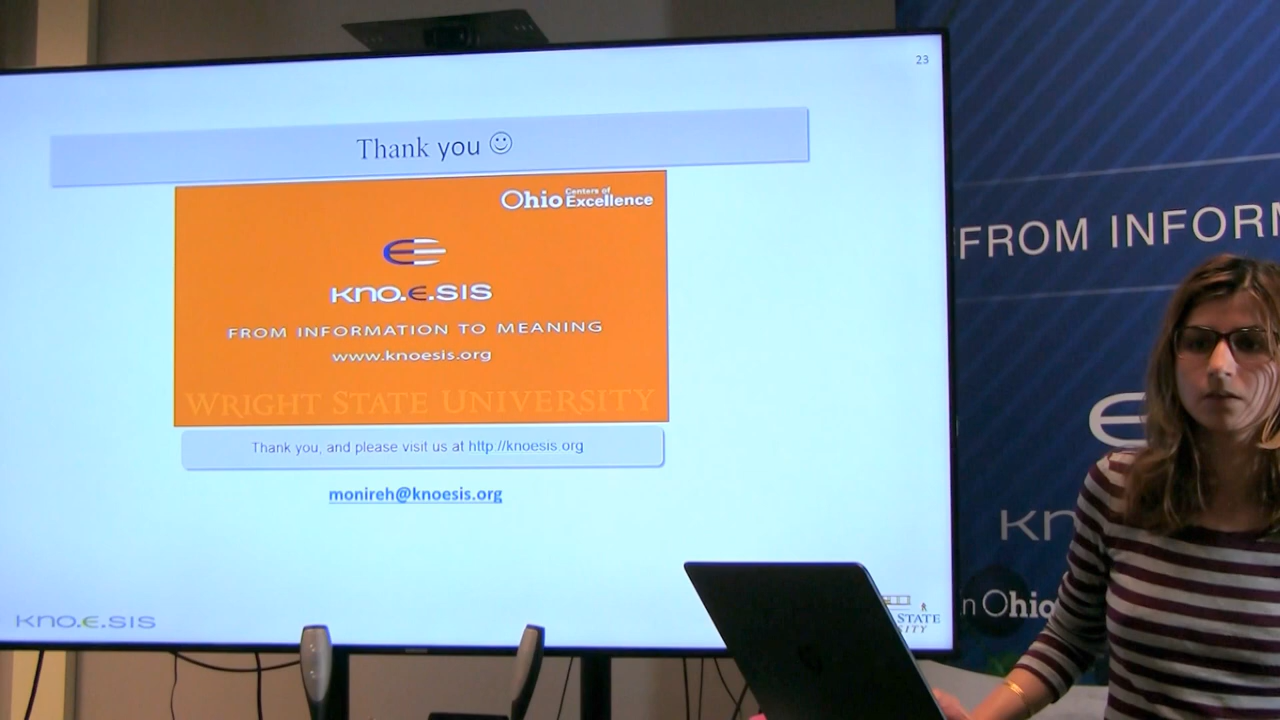 23
Thank you ☺
Ohio Centers of Excellence
KNO.E.SIS
FROM INFORMATION TO MEANING
www.knoesis.org
WRIGHT STATE UNIVERSITY
Thank you, and please visit us at http://knoesis.org
monireh@knoesis.org
KNO.E.SIS
STATE
FROM INFORM
KN
n Ohio